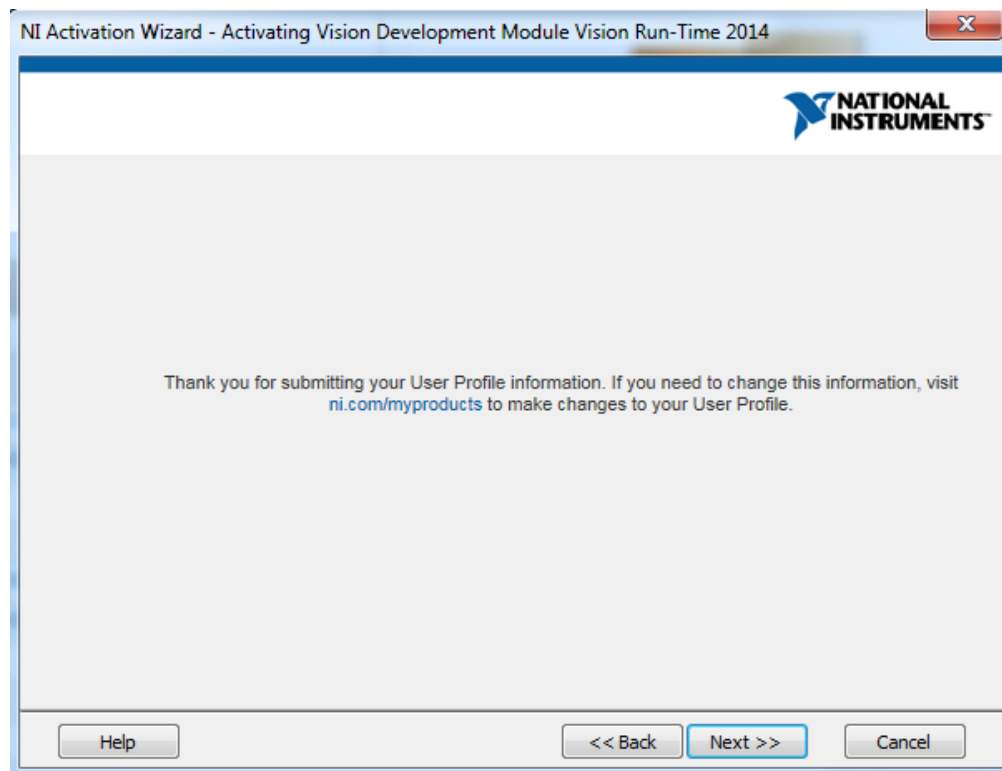 NI Activation Wizard - Activating Vision Development Module Vision Run-Time 2014
NATIONAL
INSTRUMENTS™
Thank you for submitting your User Profile information. If you need to change this information, visit
ni.com/myproducts to make changes to your User Profile.
Help
<< Back
Next >>
Cancel